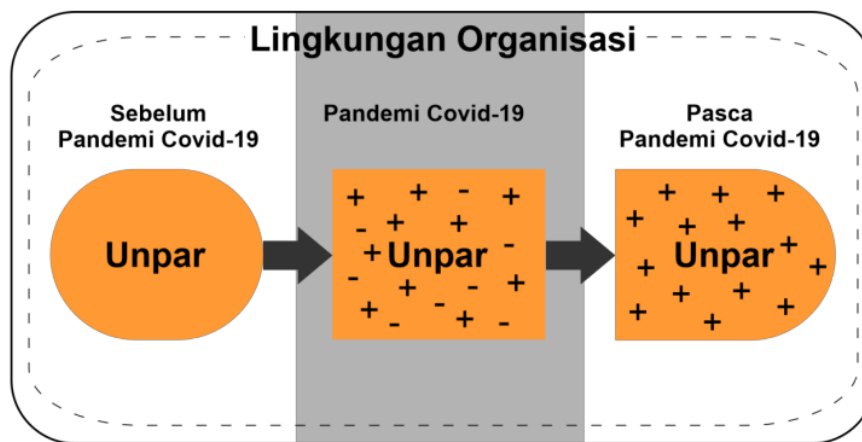 Lingkungan Organisasi
Sebelum
Pandemi Covid-19
Pandemi Covid-19
Pasca
Pandemi Covid-19
Unpar
Unpar
Unpar